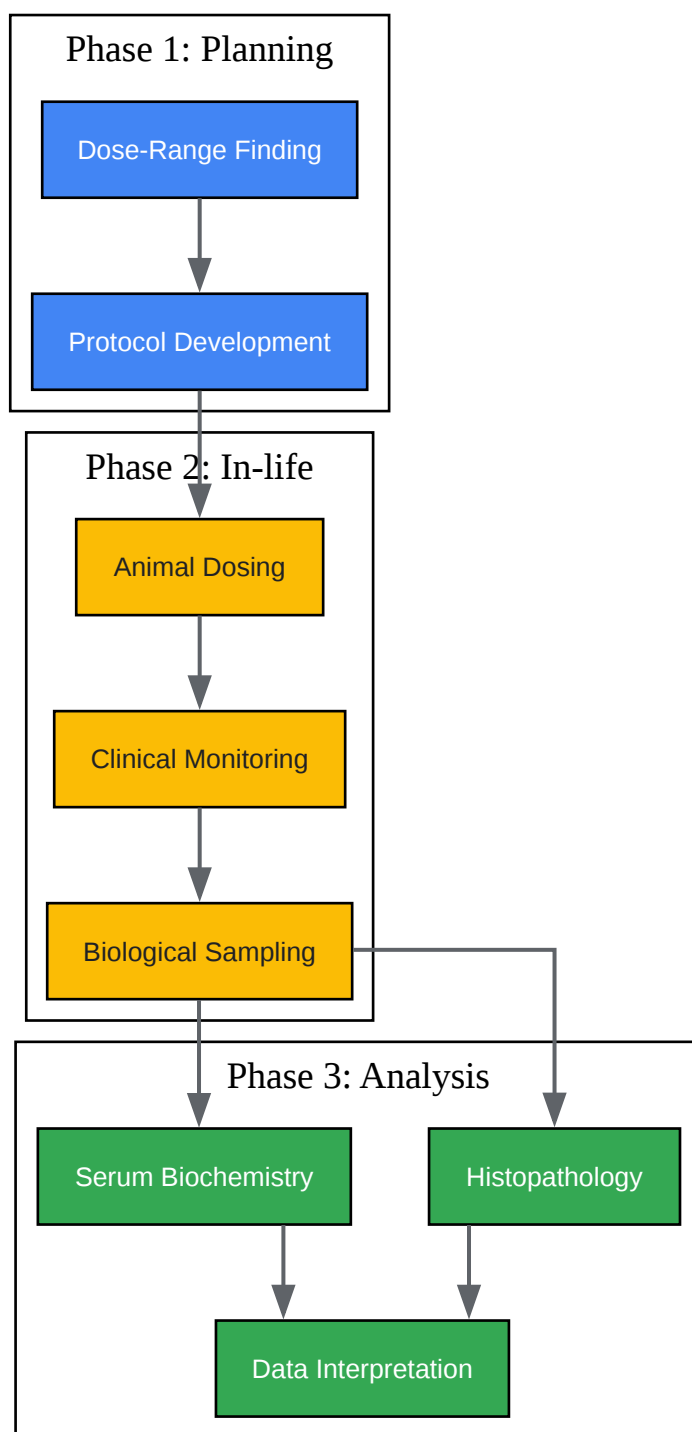 Phase 1: Planning
Dose-Range Finding
Protocol Development
Phase 2: In-life
Animal Dosing
Clinical Monitoring
Biological Sampling
Phase 3: Analysis
Serum Biochemistry
Histopathology
Data Interpretation